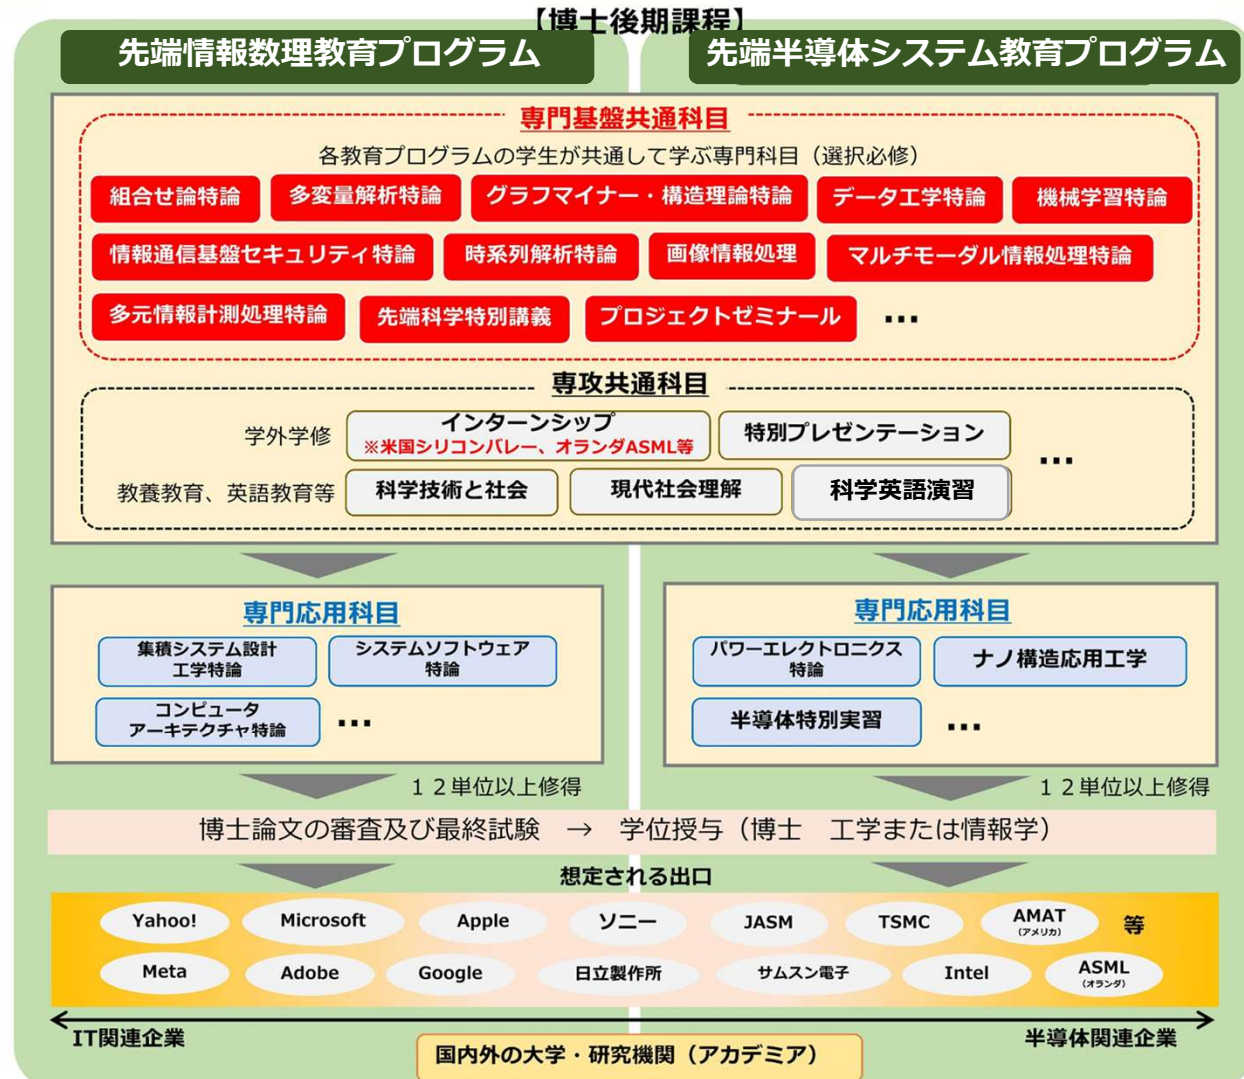 【博士後期課程】
先端情報数理教育プログラム
先端半導体システム教育プログラム
専門基盤共通科目
各教育プログラムの学生が共通して学ぶ専門科目（選択必修）
組合せ論特論 多変量解析特論 グラフマイナー・構造理論特論 データ工学特論 機械学習特論
情報通信基盤セキュリティ特論 時系列解析特論 画像情報処理 マルチモーダル情報処理特論
多元情報計測処理特論 先端科学特別講義 プロジェクトゼミナール …
専攻共通科目
学外学修
インターンシップ
※米国シリコンバレー、オランダASML等
特別プレゼンテーション
…
教養教育、英語教育等 科学技術と社会 現代社会理解 科学英語演習
専門応用科目
集積システム設計
工学特論
システムソフトウェア
特論
コンピュータ
アーキテクチャ特論
…
専門応用科目
パワーエレクトロニクス
特論
ナノ構造応用工学
半導体特別実習 …
１２単位以上修得
１２単位以上修得
博士論文の審査及び最終試験　→　学位授与（博士　工学または情報学）
想定される出口
Yahoo! Microsoft Apple ソニー JASM TSMC AMAT
（アメリカ）
等
Meta Adobe Google 日立製作所 サムスン電子 Intel ASML
（オランダ）
IT関連企業
半導体関連企業
国内外の大学・研究機関（アカデミア）